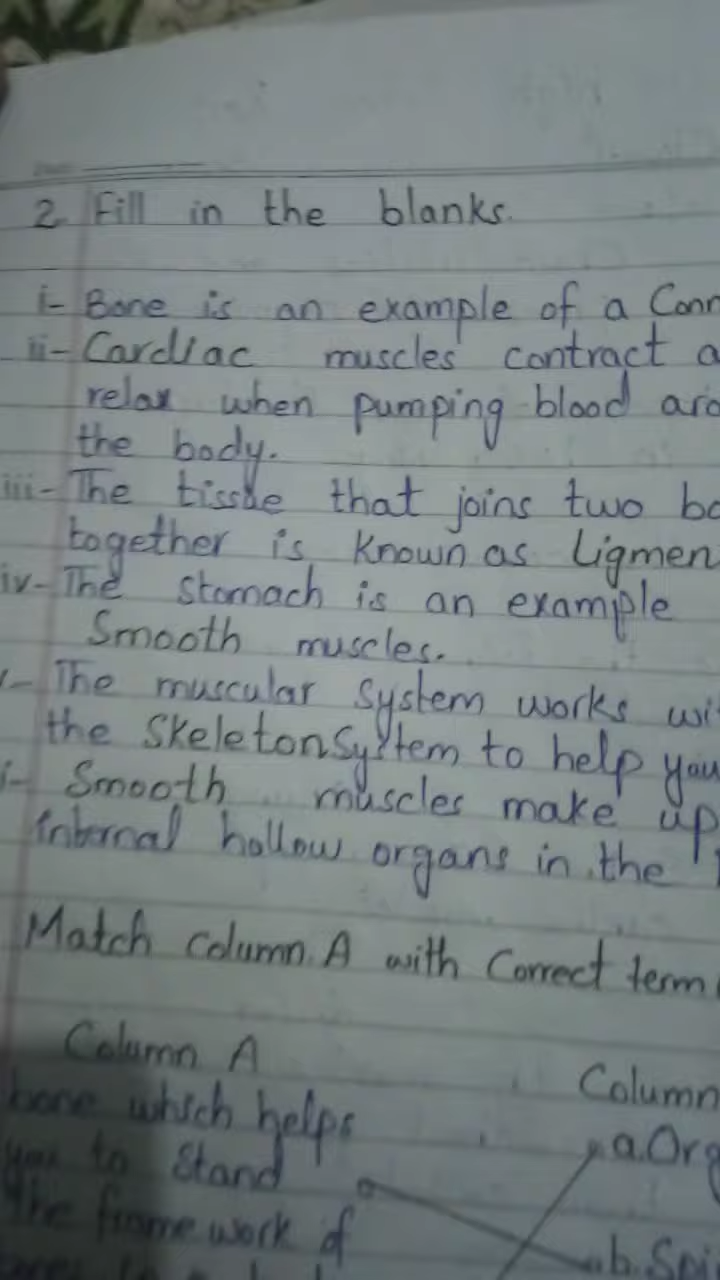 2 Fill in the blanks.
i- Bone is an example of a Conn
ii- Cardiac muscles contract a
relax when pumping blood aro
the body.
iii- The tissue that joins two bo
together is known as Ligmen
iv- The stomach is an example
Smooth muscles.
- The muscular system works wi
the Skeleton System to help you
i- Smooth muscles make up
internal hollow organs in the
Match column A with Correct term
Column A
Column
bone which helps
a. Org
you to Stand
The frame work of
b. Spi